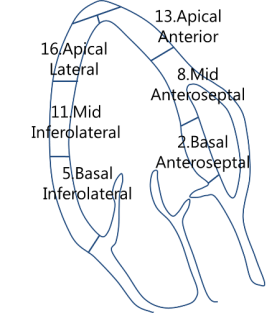 13.Apical
Anterior
16.Apical
Lateral
8.Mid
Anteroseptal
11.Mid
Inferolateral
2.Basal
Anteroseptal
5.Basal
Inferolateral